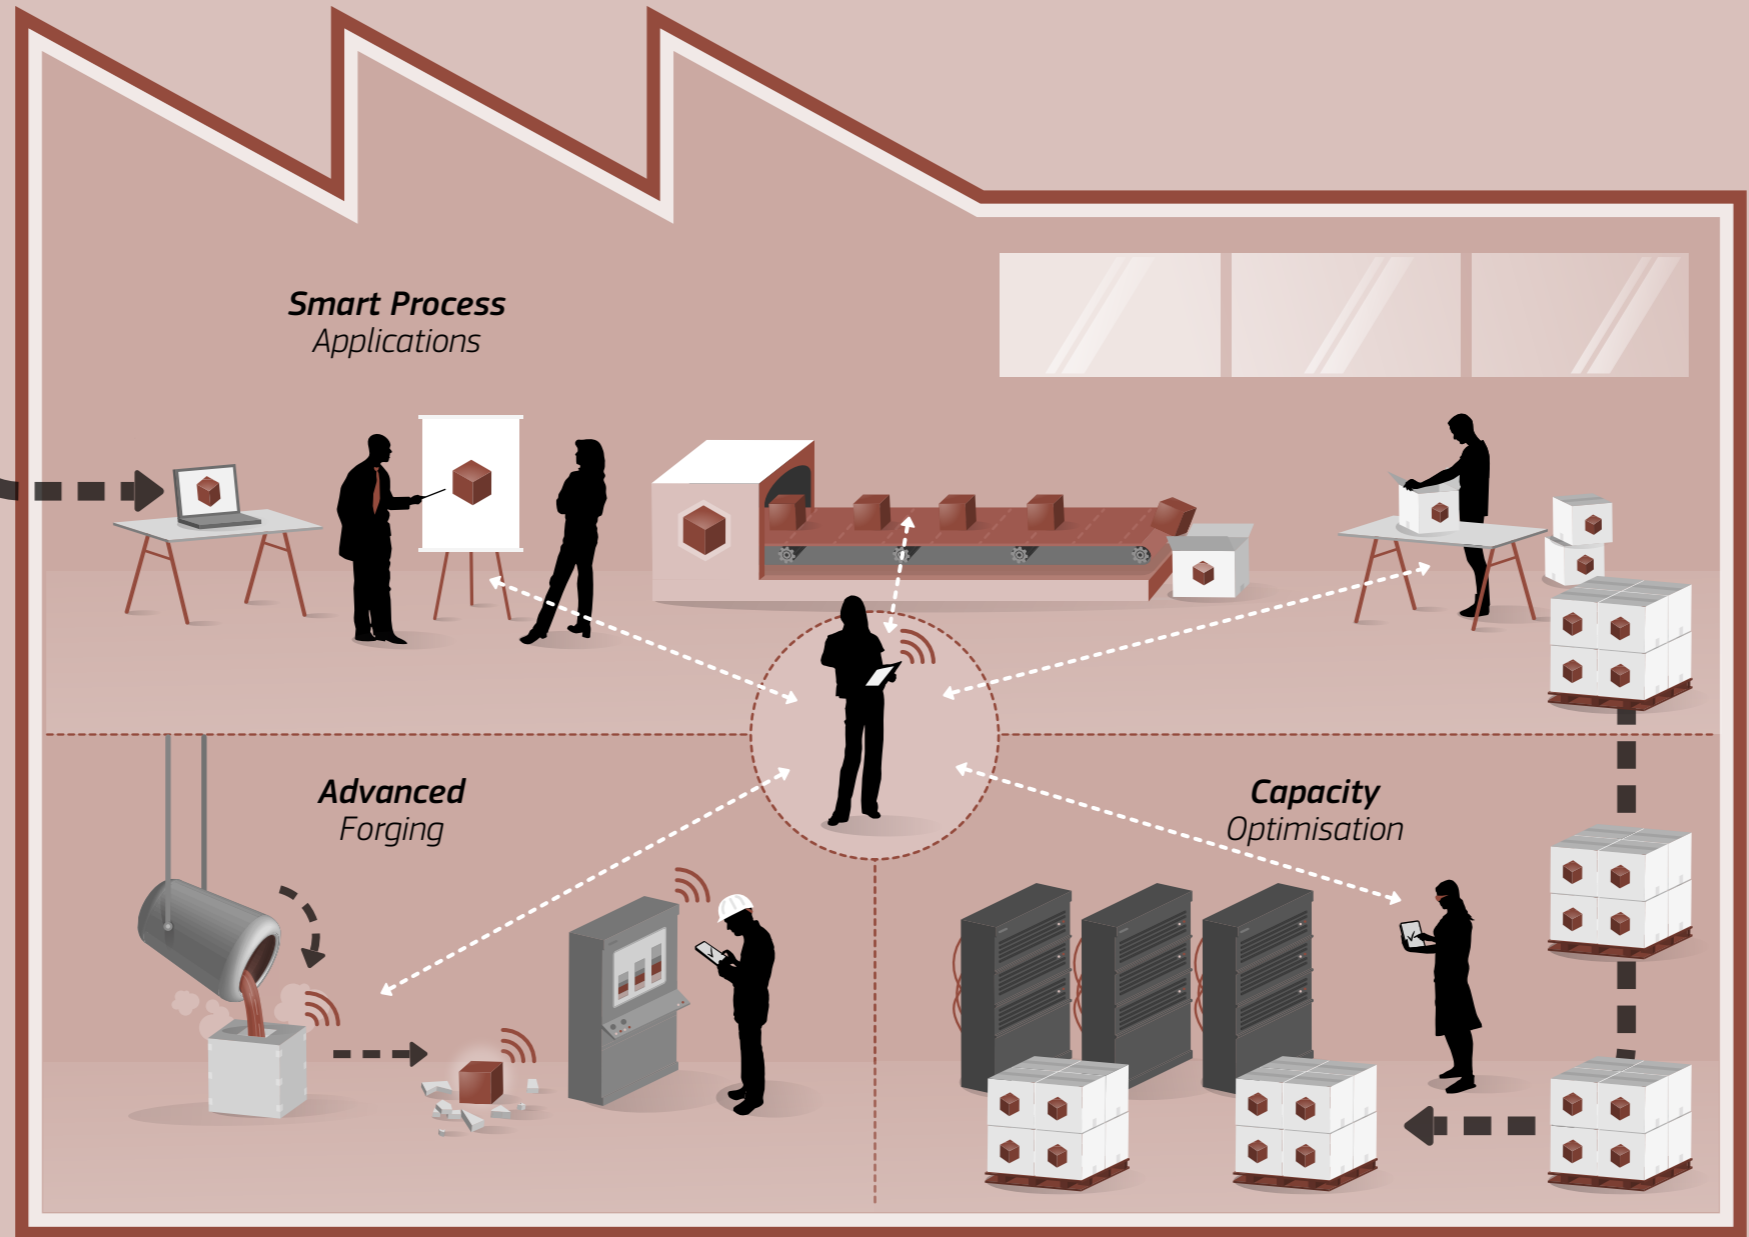 Smart Process
Applications
Advanced
Forging
Capacity
Optimisation